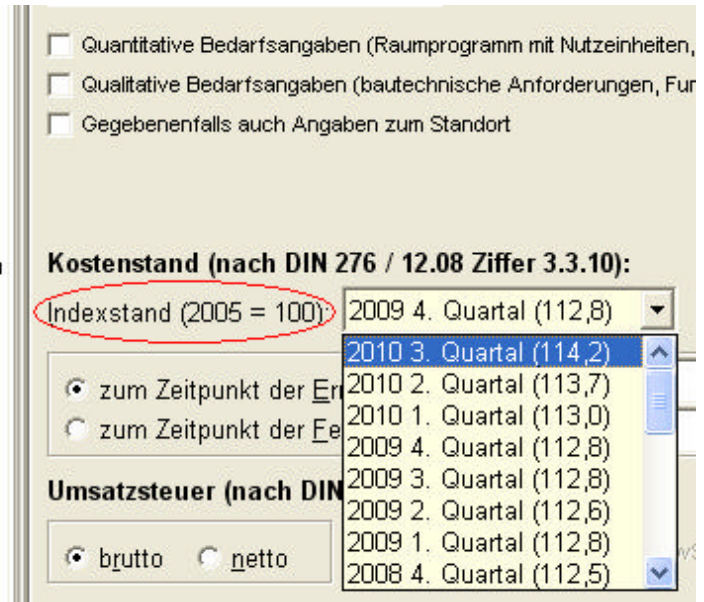 Quantitative Bedarfsangaben (Raumprogramm mit Nutzeinheiten,
Qualitative Bedarfsangaben (bautechnische Anforderungen,
Gegebenenfalls auch Angaben zum Standort
Kostenstand (nach DIN 276 / 12.08 Ziffer 3.3.10):
Indexstand (2005 = 100): 2009 4. Quartal (112,8)
2010 3. Quartal (114,2)
zum Zeitpunkt der 2010 2. Quartal (113,7)
2010 1. Quartal (113,0)
zum Zeitpunkt der 2009 4. Quartal (112,8)
2009 3. Quartal (112,8)
Umsatzsteuer (nach DIN 2009 2. Quartal (112,6)
2009 1. Quartal (112,8)
brutto netto 2008 4. Quartal (112,5)